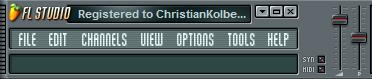 FL STUDIO Registered to ChristianKolbe...
FILE EDIT CHANNELS VIEW OPTIONS TOOLS HELP
SYN
MIDI
P